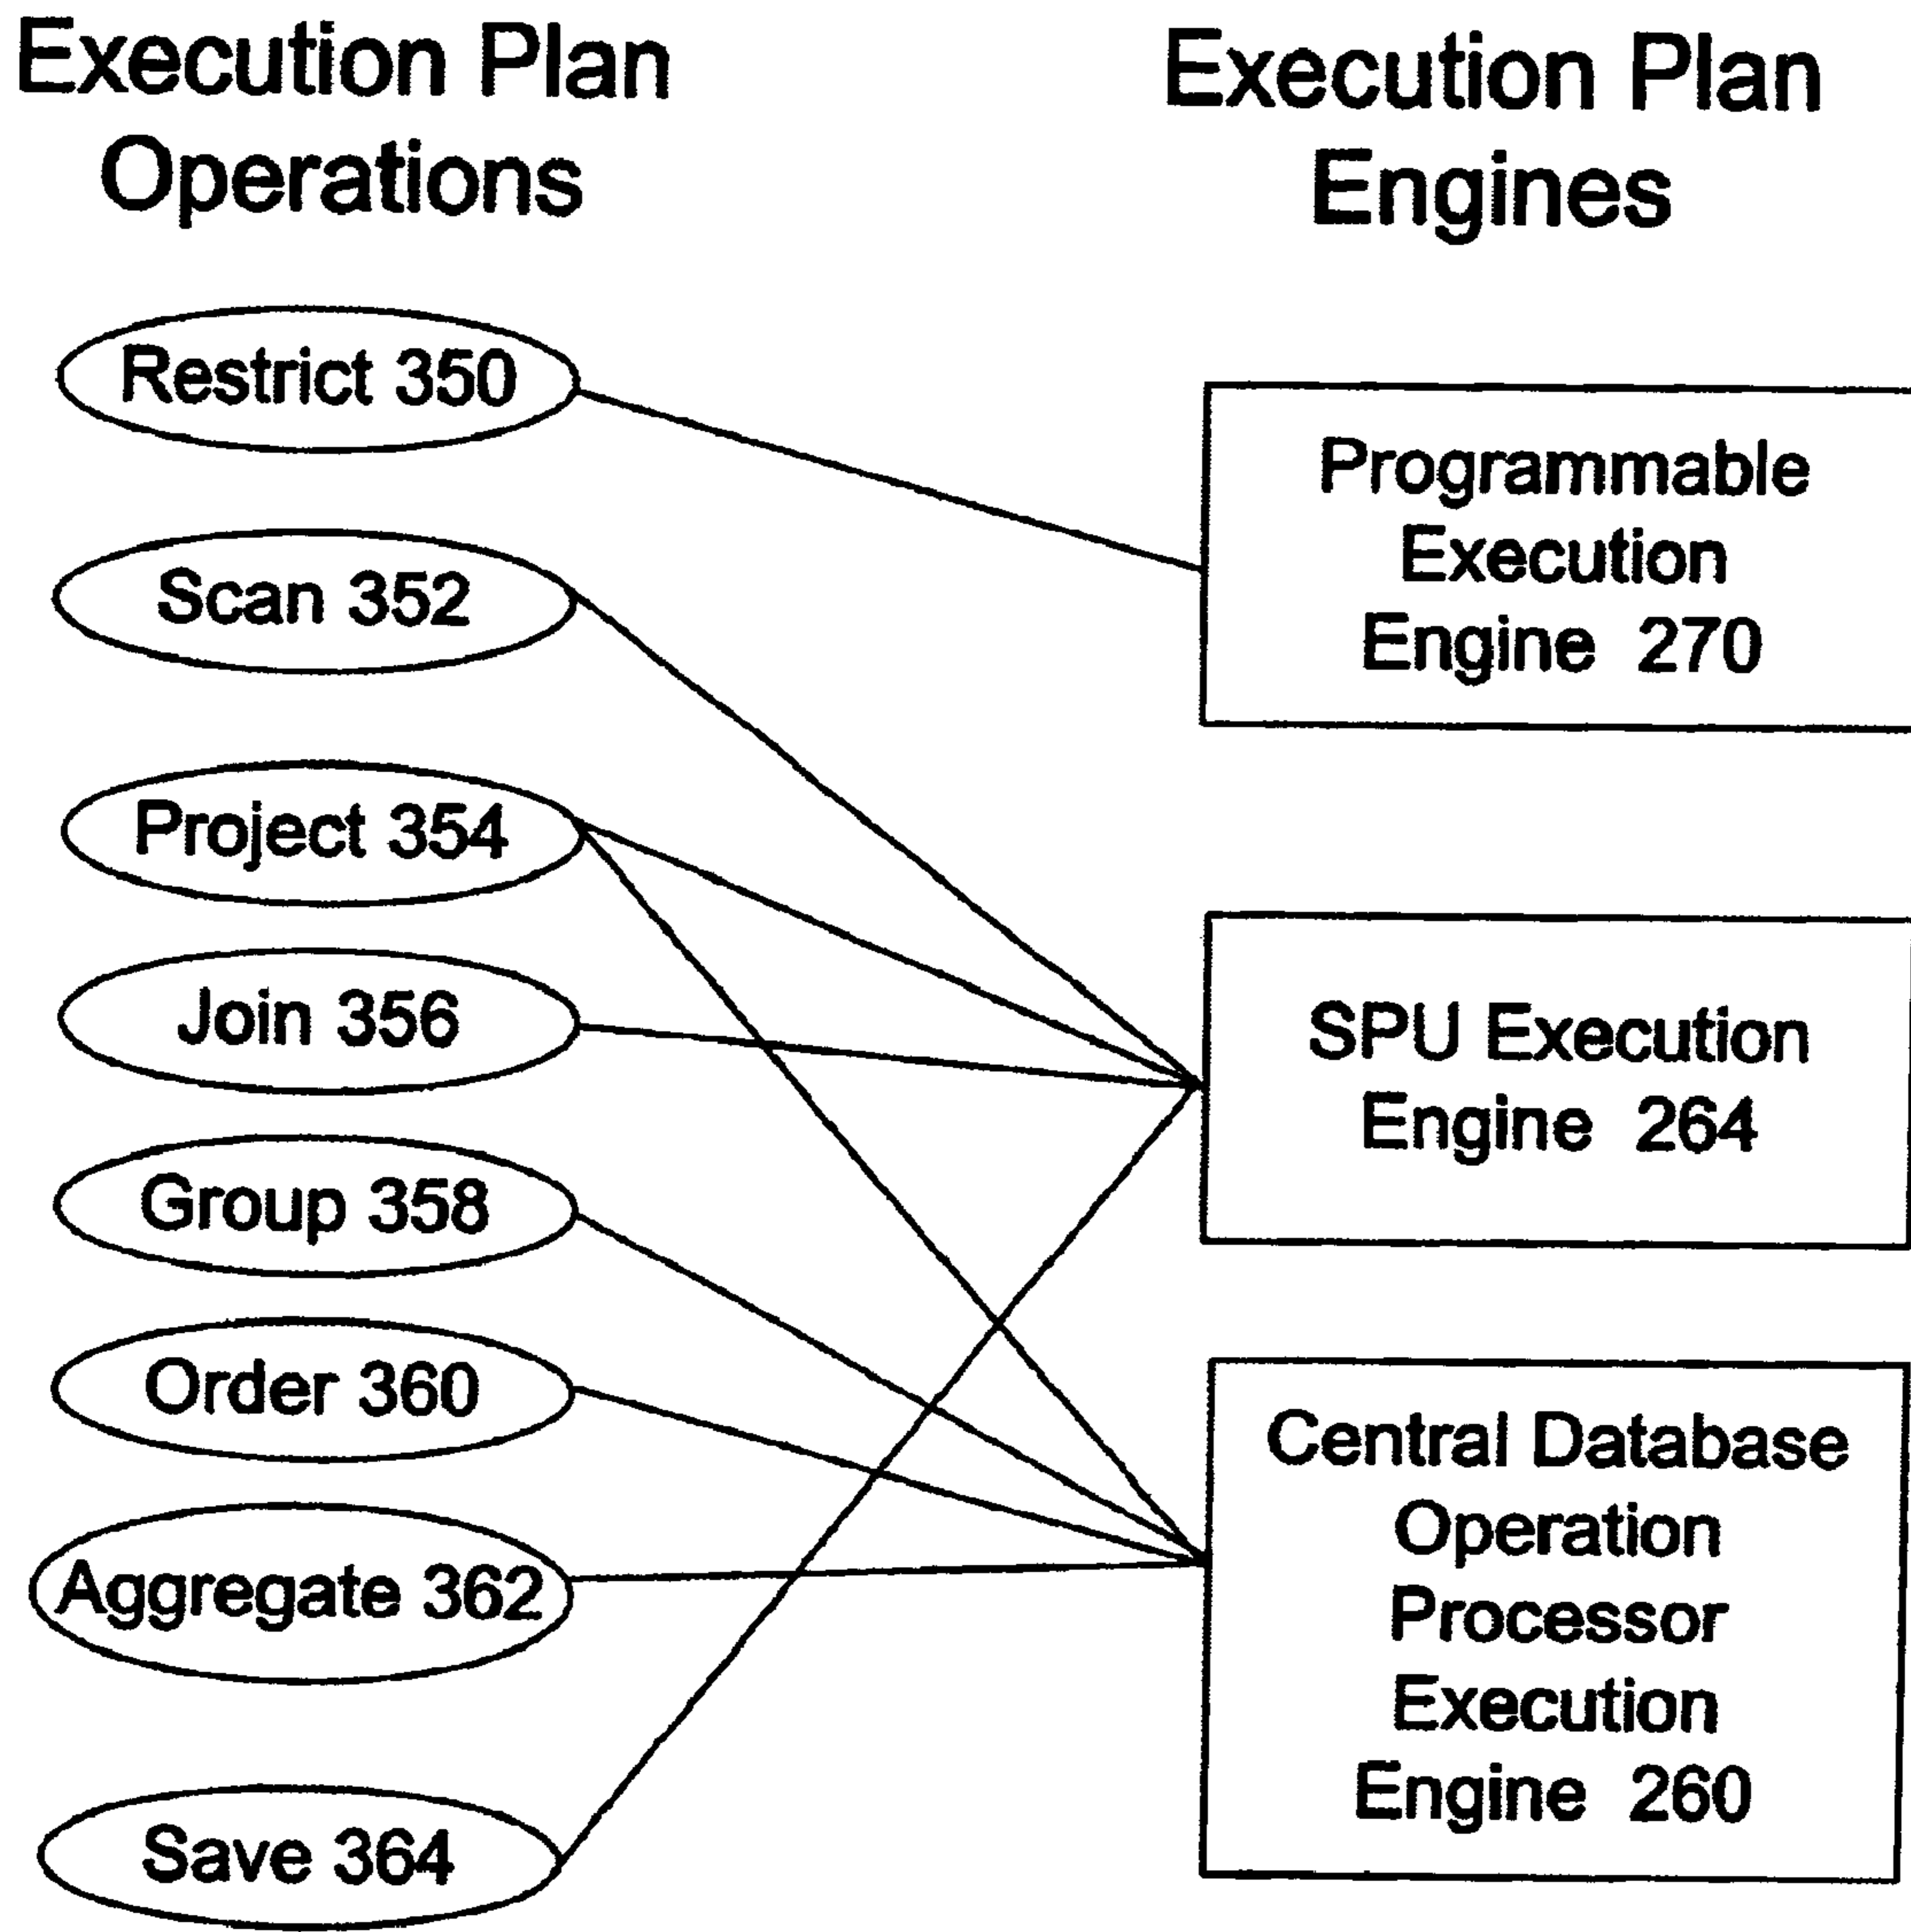 Execution Plan
Operations
Restrict 350
Scan 352
Project 354
Join 356
Group 358
Order 360
Aggregate 362
Save 364
Execution Plan
Engines
Programmable
Execution
Engine 270
SPU Execution
Engine 264
Central Database
Operation
Processor
Execution
Engine 260